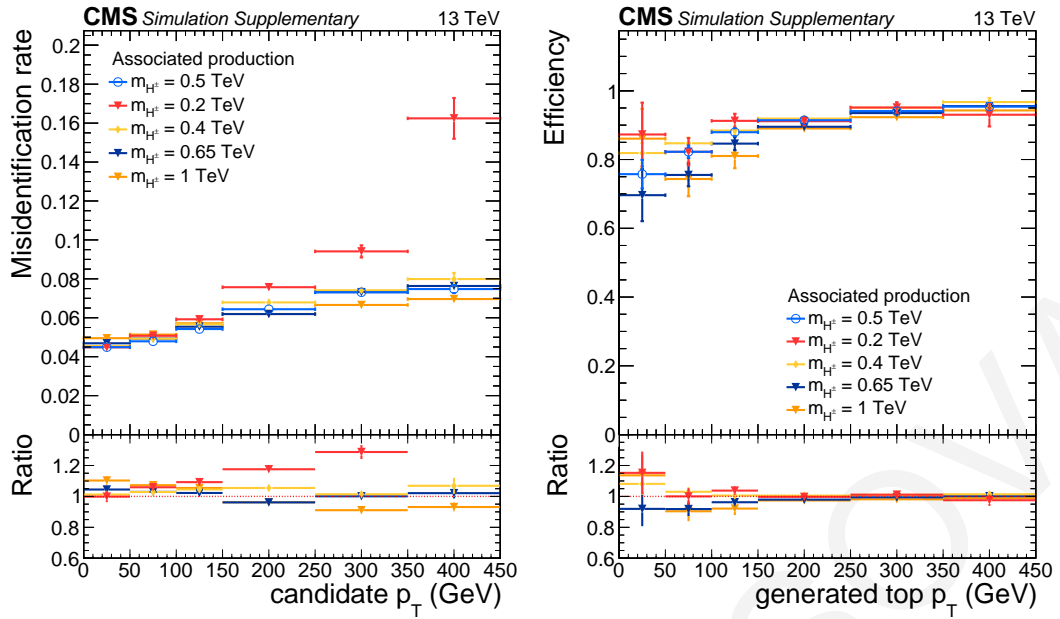 CMS Simulation Supplementary 13 TeV
Misidentification rate
0.2
0.18
0.16
0.14
0.12
0.1
0.08
0.06
0.04
0.02
0
Associated production
m_H± = 0.5 TeV
m_H± = 0.2 TeV
m_H± = 0.4 TeV
m_H± = 0.65 TeV
m_H± = 1 TeV
Ratio
1.2
1
0.8
0.6
0 50 100 150 200 250 300 350 400 450
candidate p_T (GeV)
CMS Simulation Supplementary 13 TeV
Efficiency
1
0.8
0.6
0.4
0.2
0
Associated production
m_H± = 0.5 TeV
m_H± = 0.2 TeV
m_H± = 0.4 TeV
m_H± = 0.65 TeV
m_H± = 1 TeV
Ratio
1.2
1
0.8
0.6
0 50 100 150 200 250 300 350 400 450
generated top p_T (GeV)